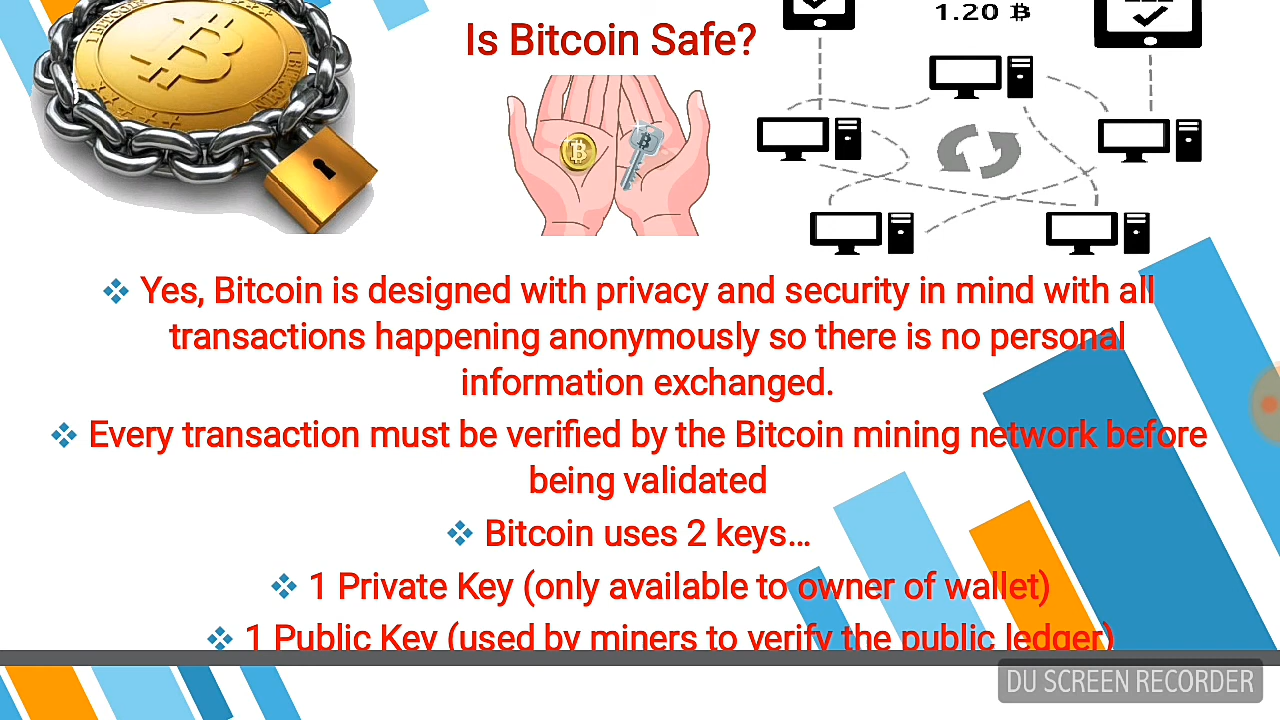 Is Bitcoin Safe?
1.20 ₿
Yes, Bitcoin is designed with privacy and security in mind with all
transactions happening anonymously so there is no personal
information exchanged.
Every transaction must be verified by the Bitcoin mining network before
being validated
Bitcoin uses 2 keys...
1 Private Key (only available to owner of wallet)
1 Public Key (used by miners to verify the public ledger)
DU SCREEN RECORDER